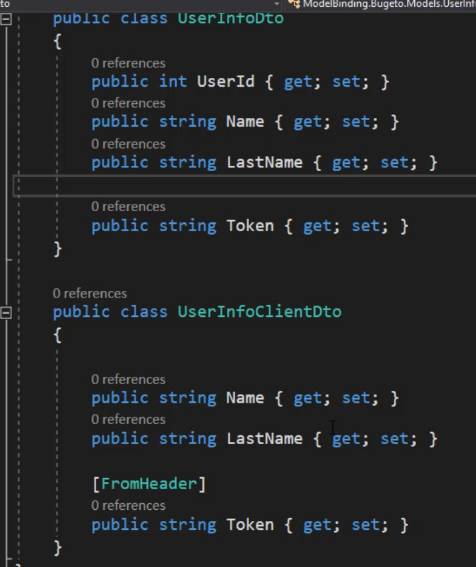 to
ModelBinding.Bugeto.Models.UserInf
public class UserInfoDto
{
0 references
public int UserId { get; set; }
0 references
public string Name { get; set; }
0 references
public string LastName { get; set; }
0 references
public string Token { get; set; }
}
0 references
public class UserInfoClientDto
{
0 references
public string Name { get; set; }
0 references
public string LastName { get; set; }
[FromHeader]
0 references
public string Token { get; set; }
}